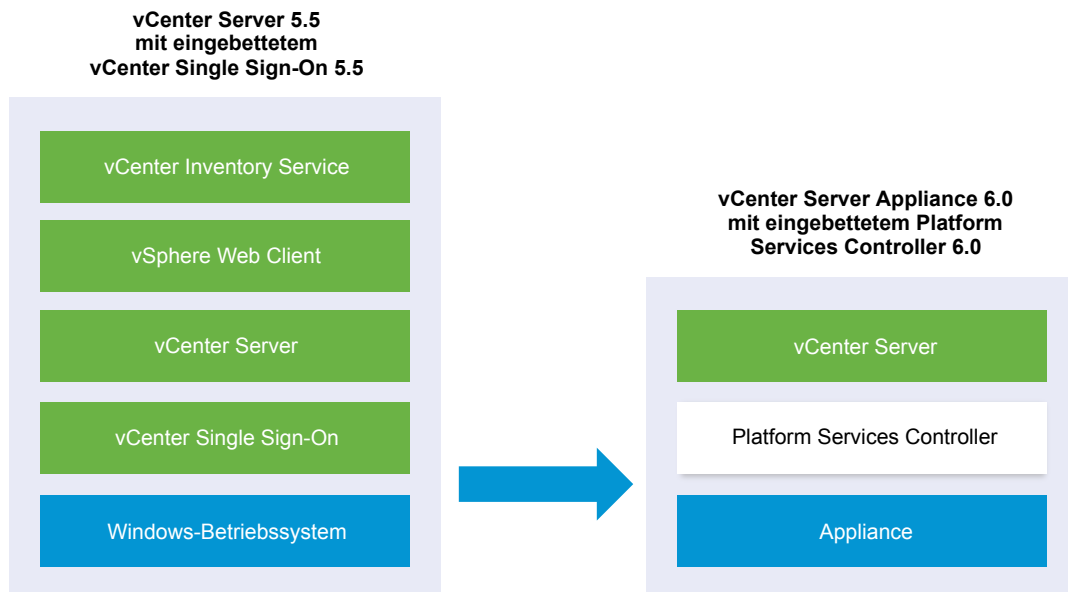 vCenter Server 5.5
mit eingebettetem
vCenter Single Sign-On 5.5
vCenter Inventory Service
vSphere Web Client
vCenter Server
vCenter Single Sign-On
Windows-Betriebssystem
vCenter Server Appliance 6.0
mit eingebettetem Platform
Services Controller 6.0
vCenter Server
Platform Services Controller
Appliance